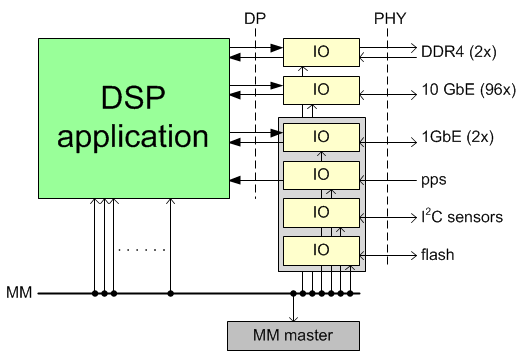 DP
PHY
DSP
application
IO
DDR4 (2x)
IO
10 GbE (96x)
IO
1GbE (2x)
IO
pps
IO
I²C sensors
IO
flash
......
MM
MM master